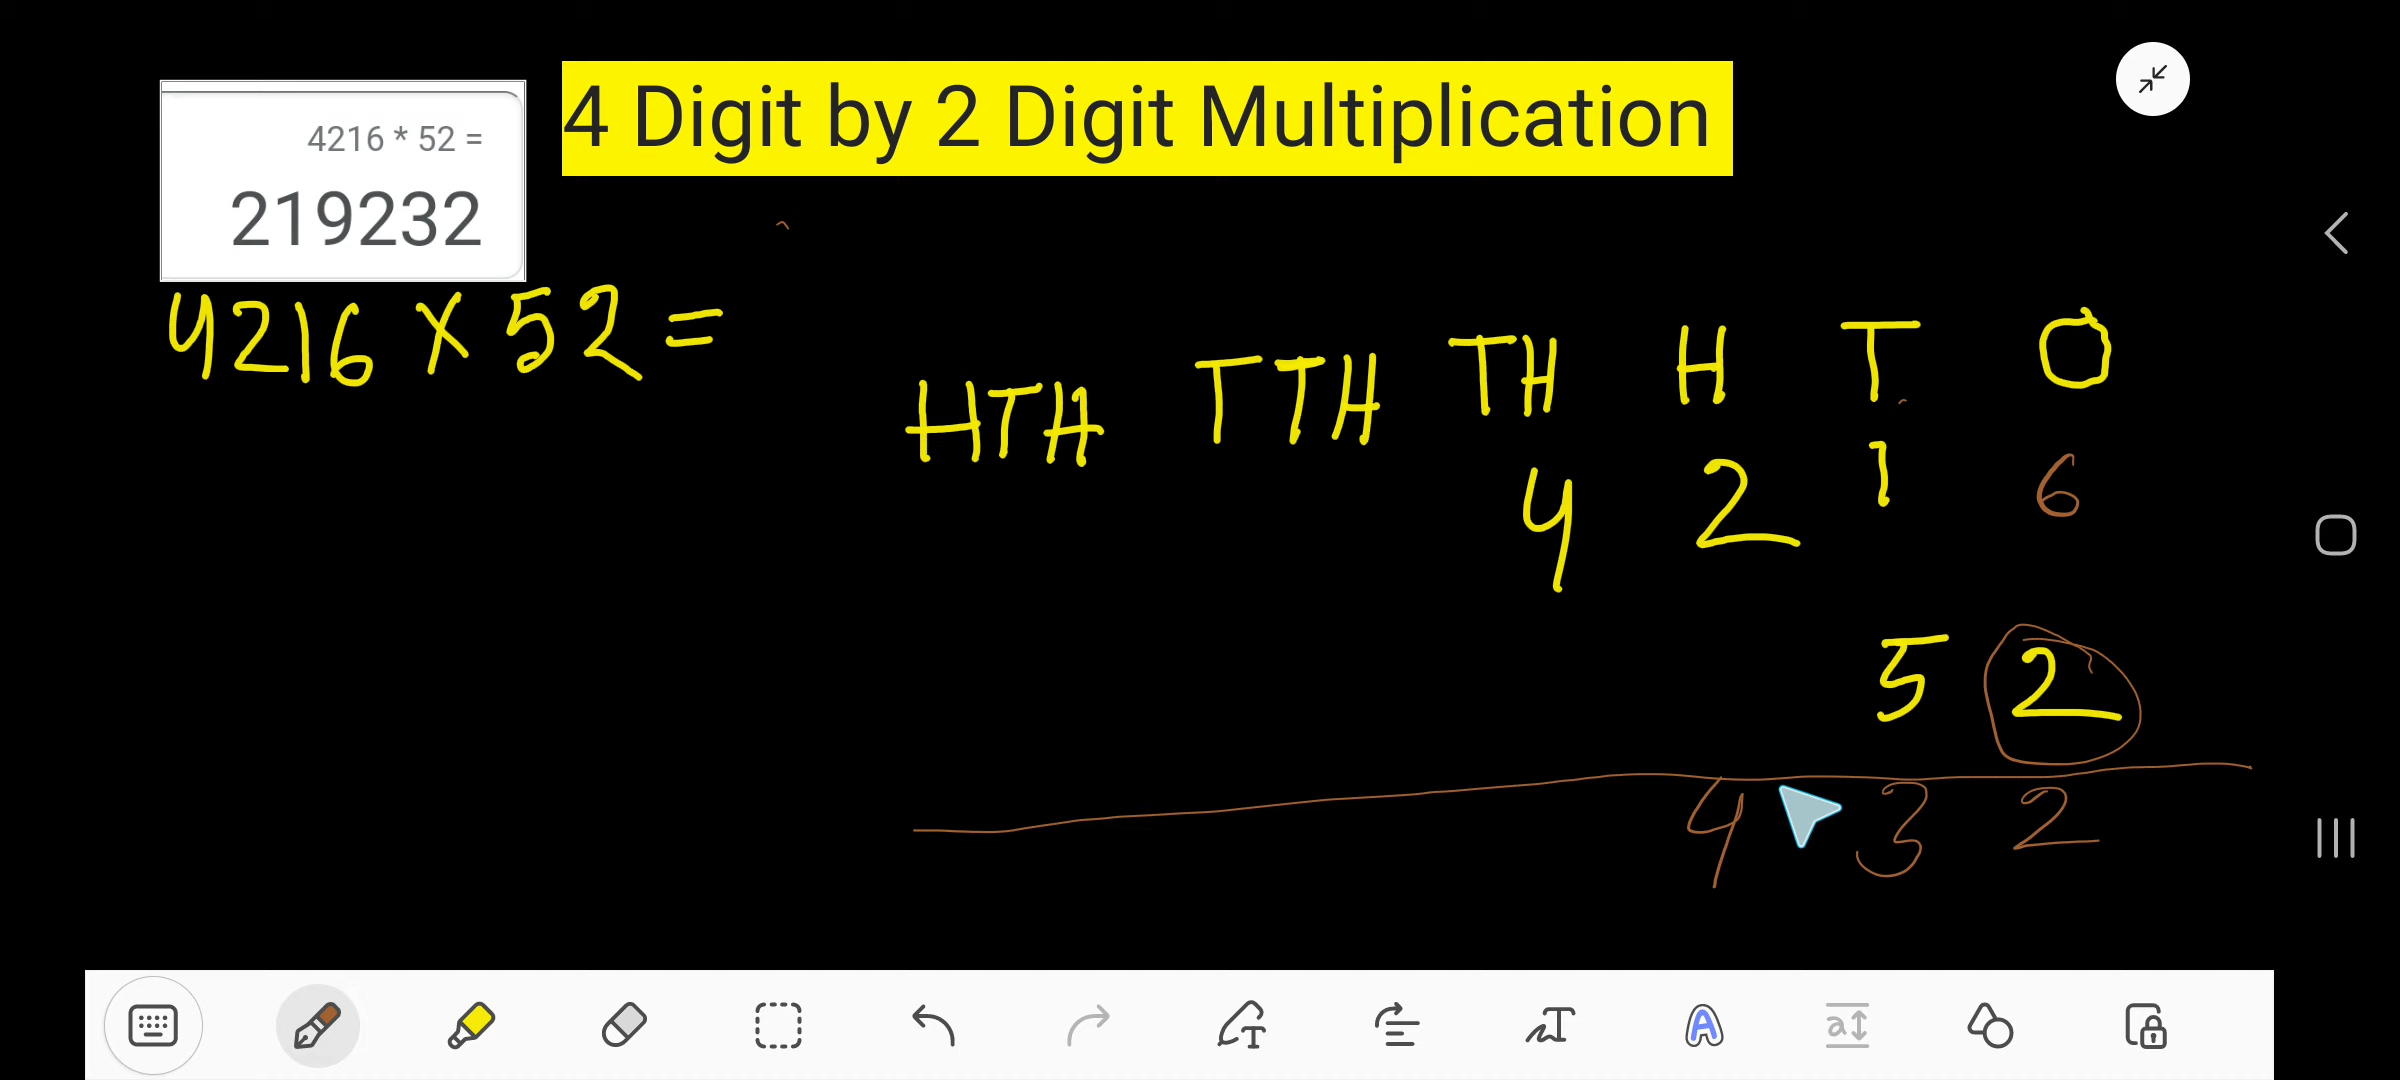 4 Digit by 2 Digit Multiplication
4216 * 52 =
219232
4216 X 52 =
HTH TTH TH H T O
4 2 1 6
5 2
4 3 2